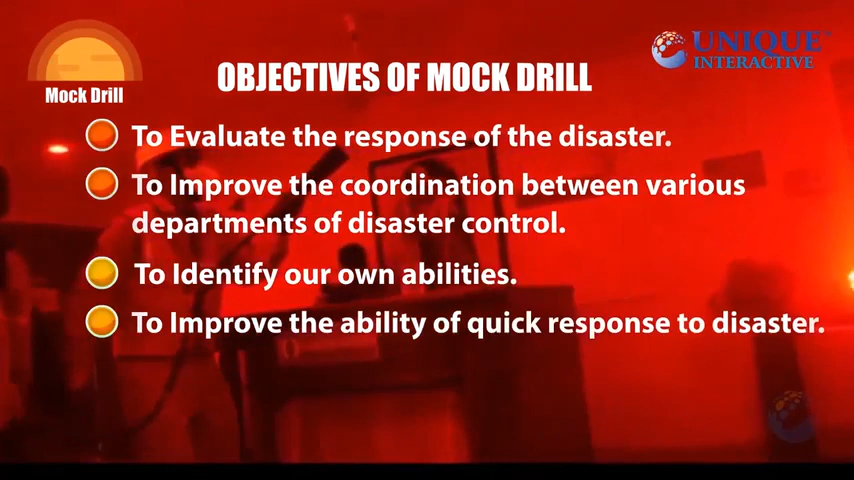 Mock Drill
UNIQUE
INTERACTIVE
OBJECTIVES OF MOCK DRILL
To Evaluate the response of the disaster.
To Improve the coordination between various
departments of disaster control.
To Identify our own abilities.
To Improve the ability of quick response to disaster.